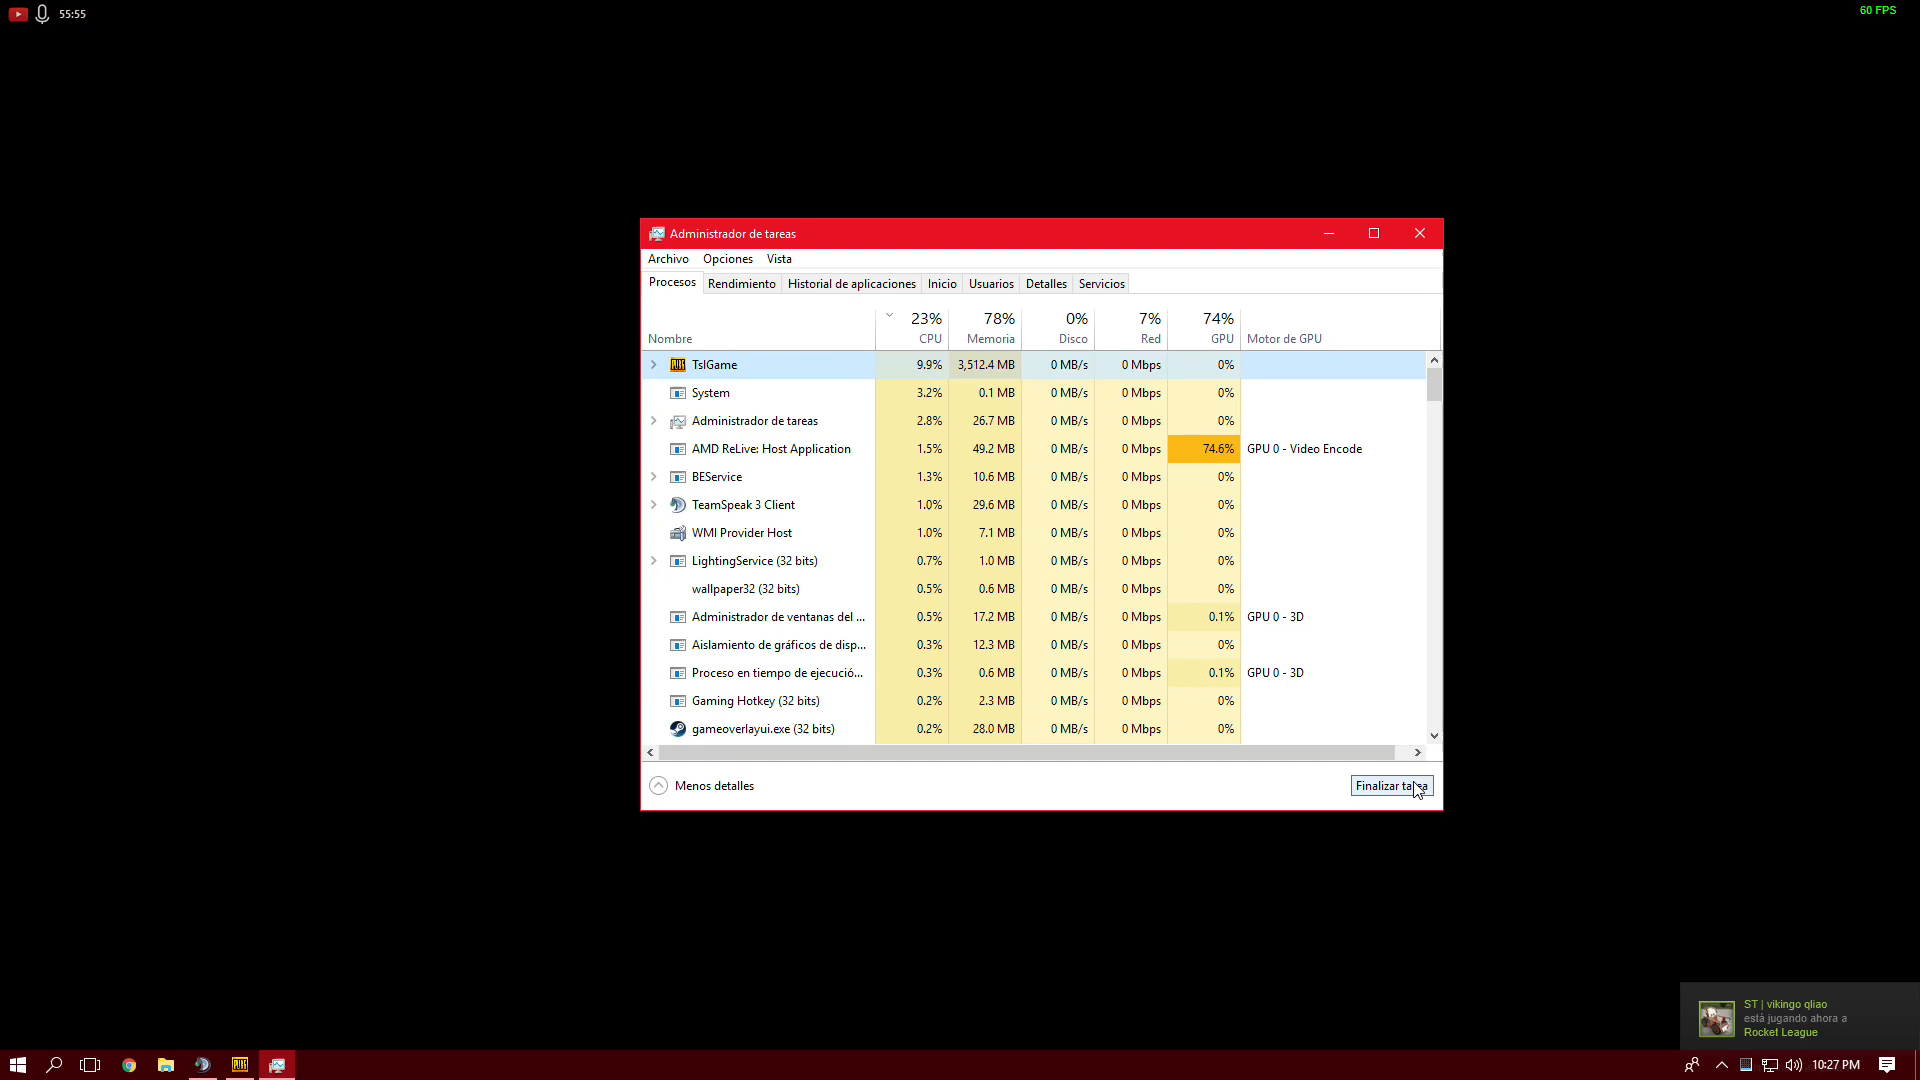 55:55
60 FPS
Administrador de tareas
Archivo Opciones Vista
Procesos Rendimiento Historial de aplicaciones Inicio Usuarios Detalles Servicios
23% 78% 0% 7% 74%
Nombre CPU Memoria Disco Red GPU Motor de GPU
TslGame 9.9% 3,512.4 MB 0 MB/s 0 Mbps 0%
System 3.2% 0.1 MB 0 MB/s 0 Mbps 0%
Administrador de tareas 2.8% 26.7 MB 0 MB/s 0 Mbps 0%
AMD ReLive: Host Application 1.5% 49.2 MB 0 MB/s 0 Mbps 74.6% GPU 0 - Video Encode
BEService 1.3% 10.6 MB 0 MB/s 0 Mbps 0%
TeamSpeak 3 Client 1.0% 29.6 MB 0 MB/s 0 Mbps 0%
WMI Provider Host 1.0% 7.1 MB 0 MB/s 0 Mbps 0%
LightingService (32 bits) 0.7% 1.0 MB 0 MB/s 0 Mbps 0%
wallpaper32 (32 bits) 0.5% 0.6 MB 0 MB/s 0 Mbps 0%
Administrador de ventanas del ... 0.5% 17.2 MB 0 MB/s 0 Mbps 0.1% GPU 0 - 3D
Aislamiento de gráficos de disp... 0.3% 12.3 MB 0 MB/s 0 Mbps 0%
Proceso en tiempo de ejecució... 0.3% 0.6 MB 0 MB/s 0 Mbps 0.1% GPU 0 - 3D
Gaming Hotkey (32 bits) 0.2% 2.3 MB 0 MB/s 0 Mbps 0%
gameoverlayui.exe (32 bits) 0.2% 28.0 MB 0 MB/s 0 Mbps 0%
Menos detalles Finalizar tarea
ST | vikingo qliao
está jugando ahora a
Rocket League
10:27 PM